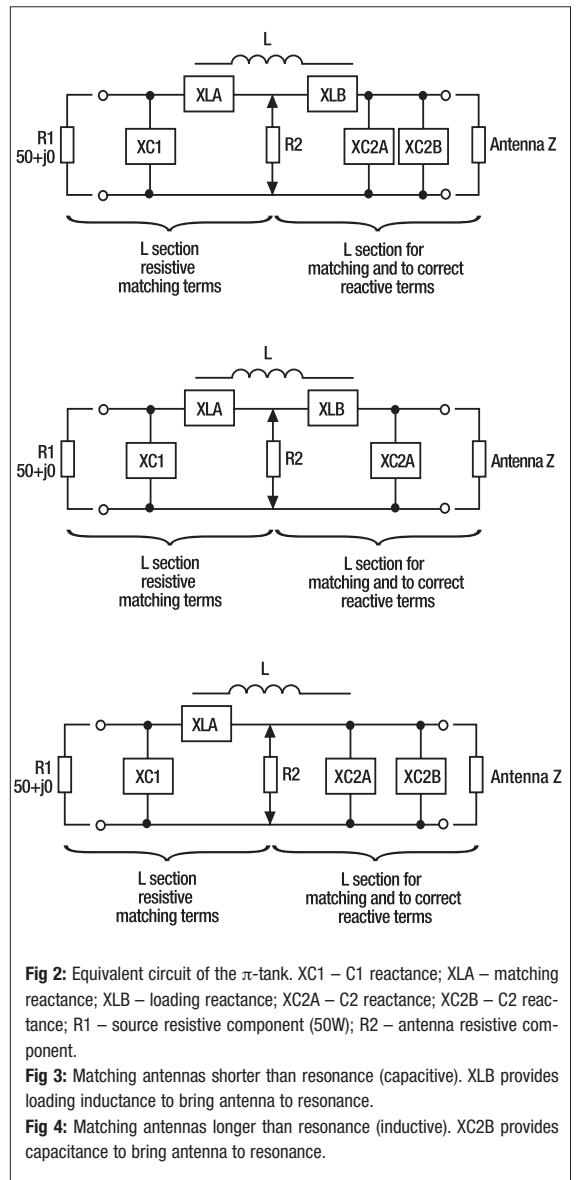 L
XLA XLB
R1
50+j0
XC1 R2 XC2A XC2B Antenna Z
L section
resistive
matching terms
L section for
matching and to correct
reactive terms
L
XLA XLB
R1
50+j0
XC1 R2 XC2A Antenna Z
L section
resistive
matching terms
L section for
matching and to correct
reactive terms
L
XLA
R1
50+j0
XC1 R2 XC2A XC2B Antenna Z
L section
resistive
matching terms
L section for
matching and to correct
reactive terms
Fig 2: Equivalent circuit of the π-tank. XC1 – C1 reactance; XLA – matching
reactance; XLB – loading reactance; XC2A – C2 reactance; XC2B – C2 reac-
tance; R1 – source resistive component (50W); R2 – antenna resistive com-
ponent.
Fig 3: Matching antennas shorter than resonance (capacitive). XLB provides
loading inductance to bring antenna to resonance.
Fig 4: Matching antennas longer than resonance (inductive). XC2B provides
capacitance to bring antenna to resonance.